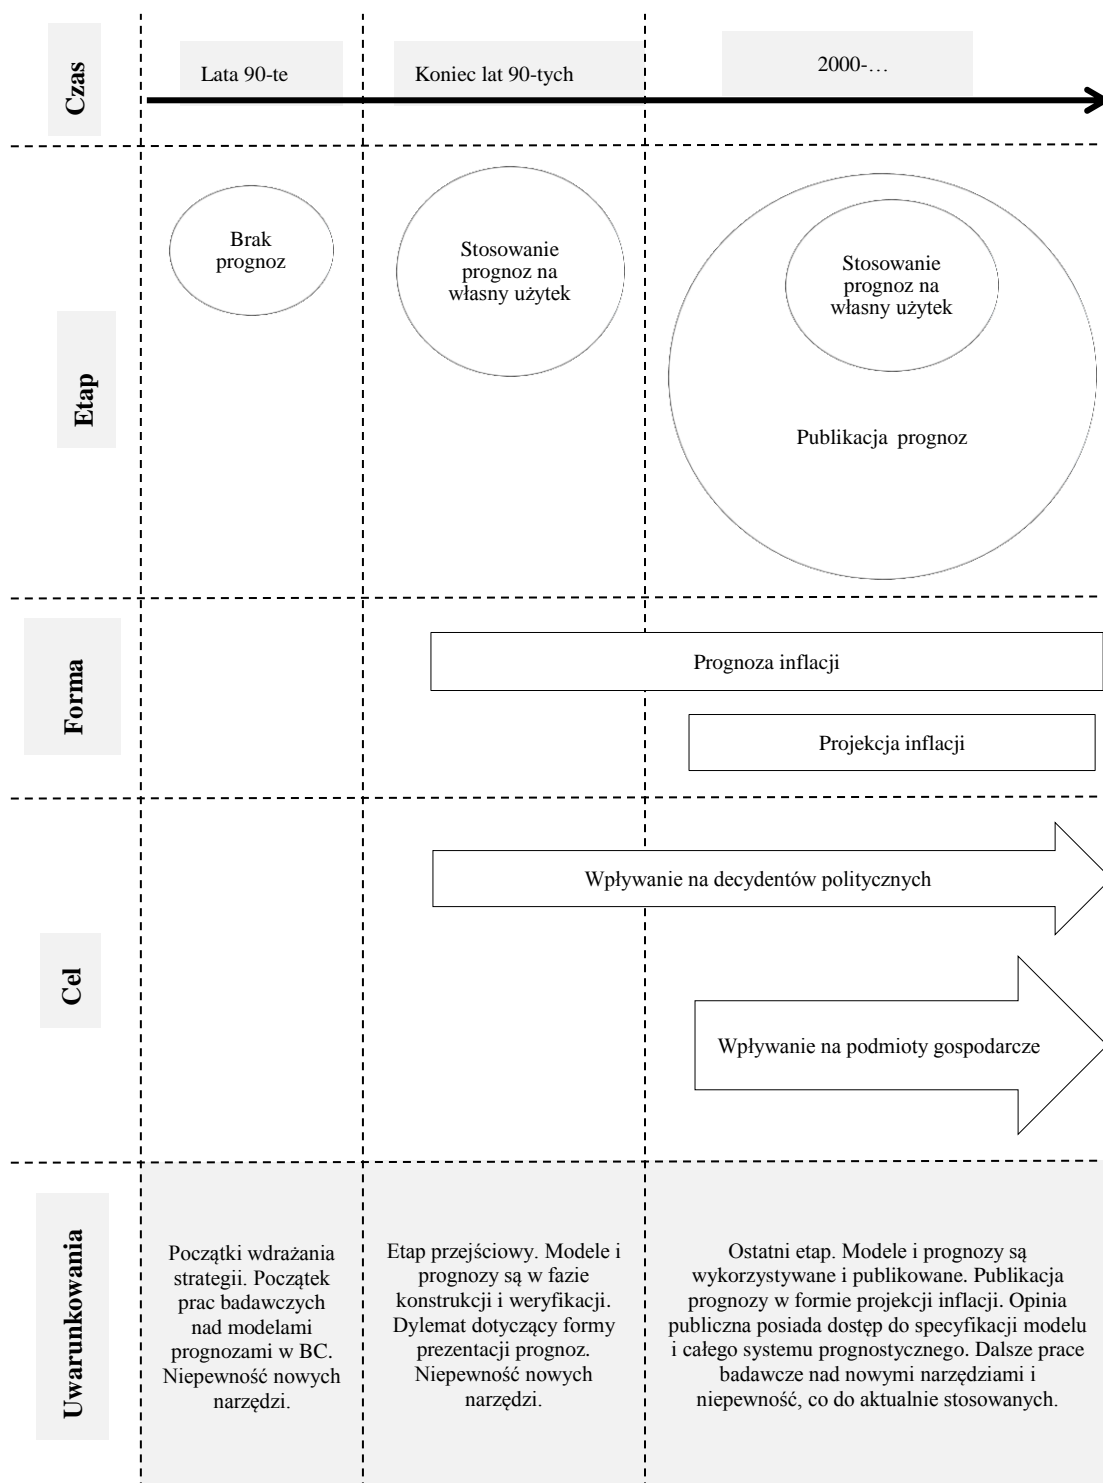 Czas
Lata 90-te
Koniec lat 90-tych
2000-…
Etap
Brak
prognoz
Stosowanie
prognoz na
własny użytek
Stosowanie
prognoz na
własny użytek
Publikacja prognoz
Forma
Prognoza inflacji
Projekcja inflacji
Cel
Wpływanie na decydentów politycznych
Wpływanie na podmioty gospodarcze
Uwarunkowania
Początki wdrażania
strategii. Początek
prac badawczych
nad modelami
prognozami w BC.
Niepewność nowych
narzędzi.
Etap przejściowy. Modele i
prognozy są w fazie
konstrukcji i weryfikacji.
Dylemat dotyczący formy
prezentacji prognoz.
Niepewność nowych
narzędzi.
Ostatni etap. Modele i prognozy są
wykorzystywane i publikowane. Publikacja
prognozy w formie projekcji inflacji. Opinia
publiczna posiada dostęp do specyfikacji modelu
i całego systemu prognostycznego. Dalsze prace
badawcze nad nowymi narzędziami i
niepewność, co do aktualnie stosowanych.